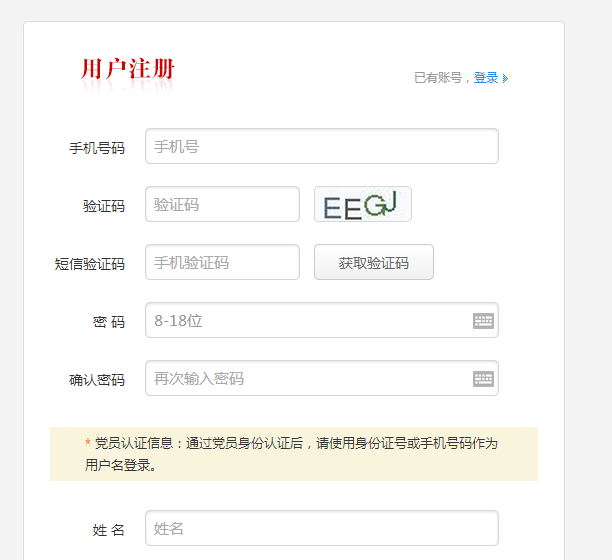 用户注册
已有账号，登录
手机号码 手机号
验证码 验证码 EEGJ
短信验证码 手机验证码 获取验证码
密 码 8-18位
确认密码 再次输入密码
* 党员认证信息：通过党员身份认证后，请使用身份证号或手机号码作为
用户名登录。
姓 名 姓名